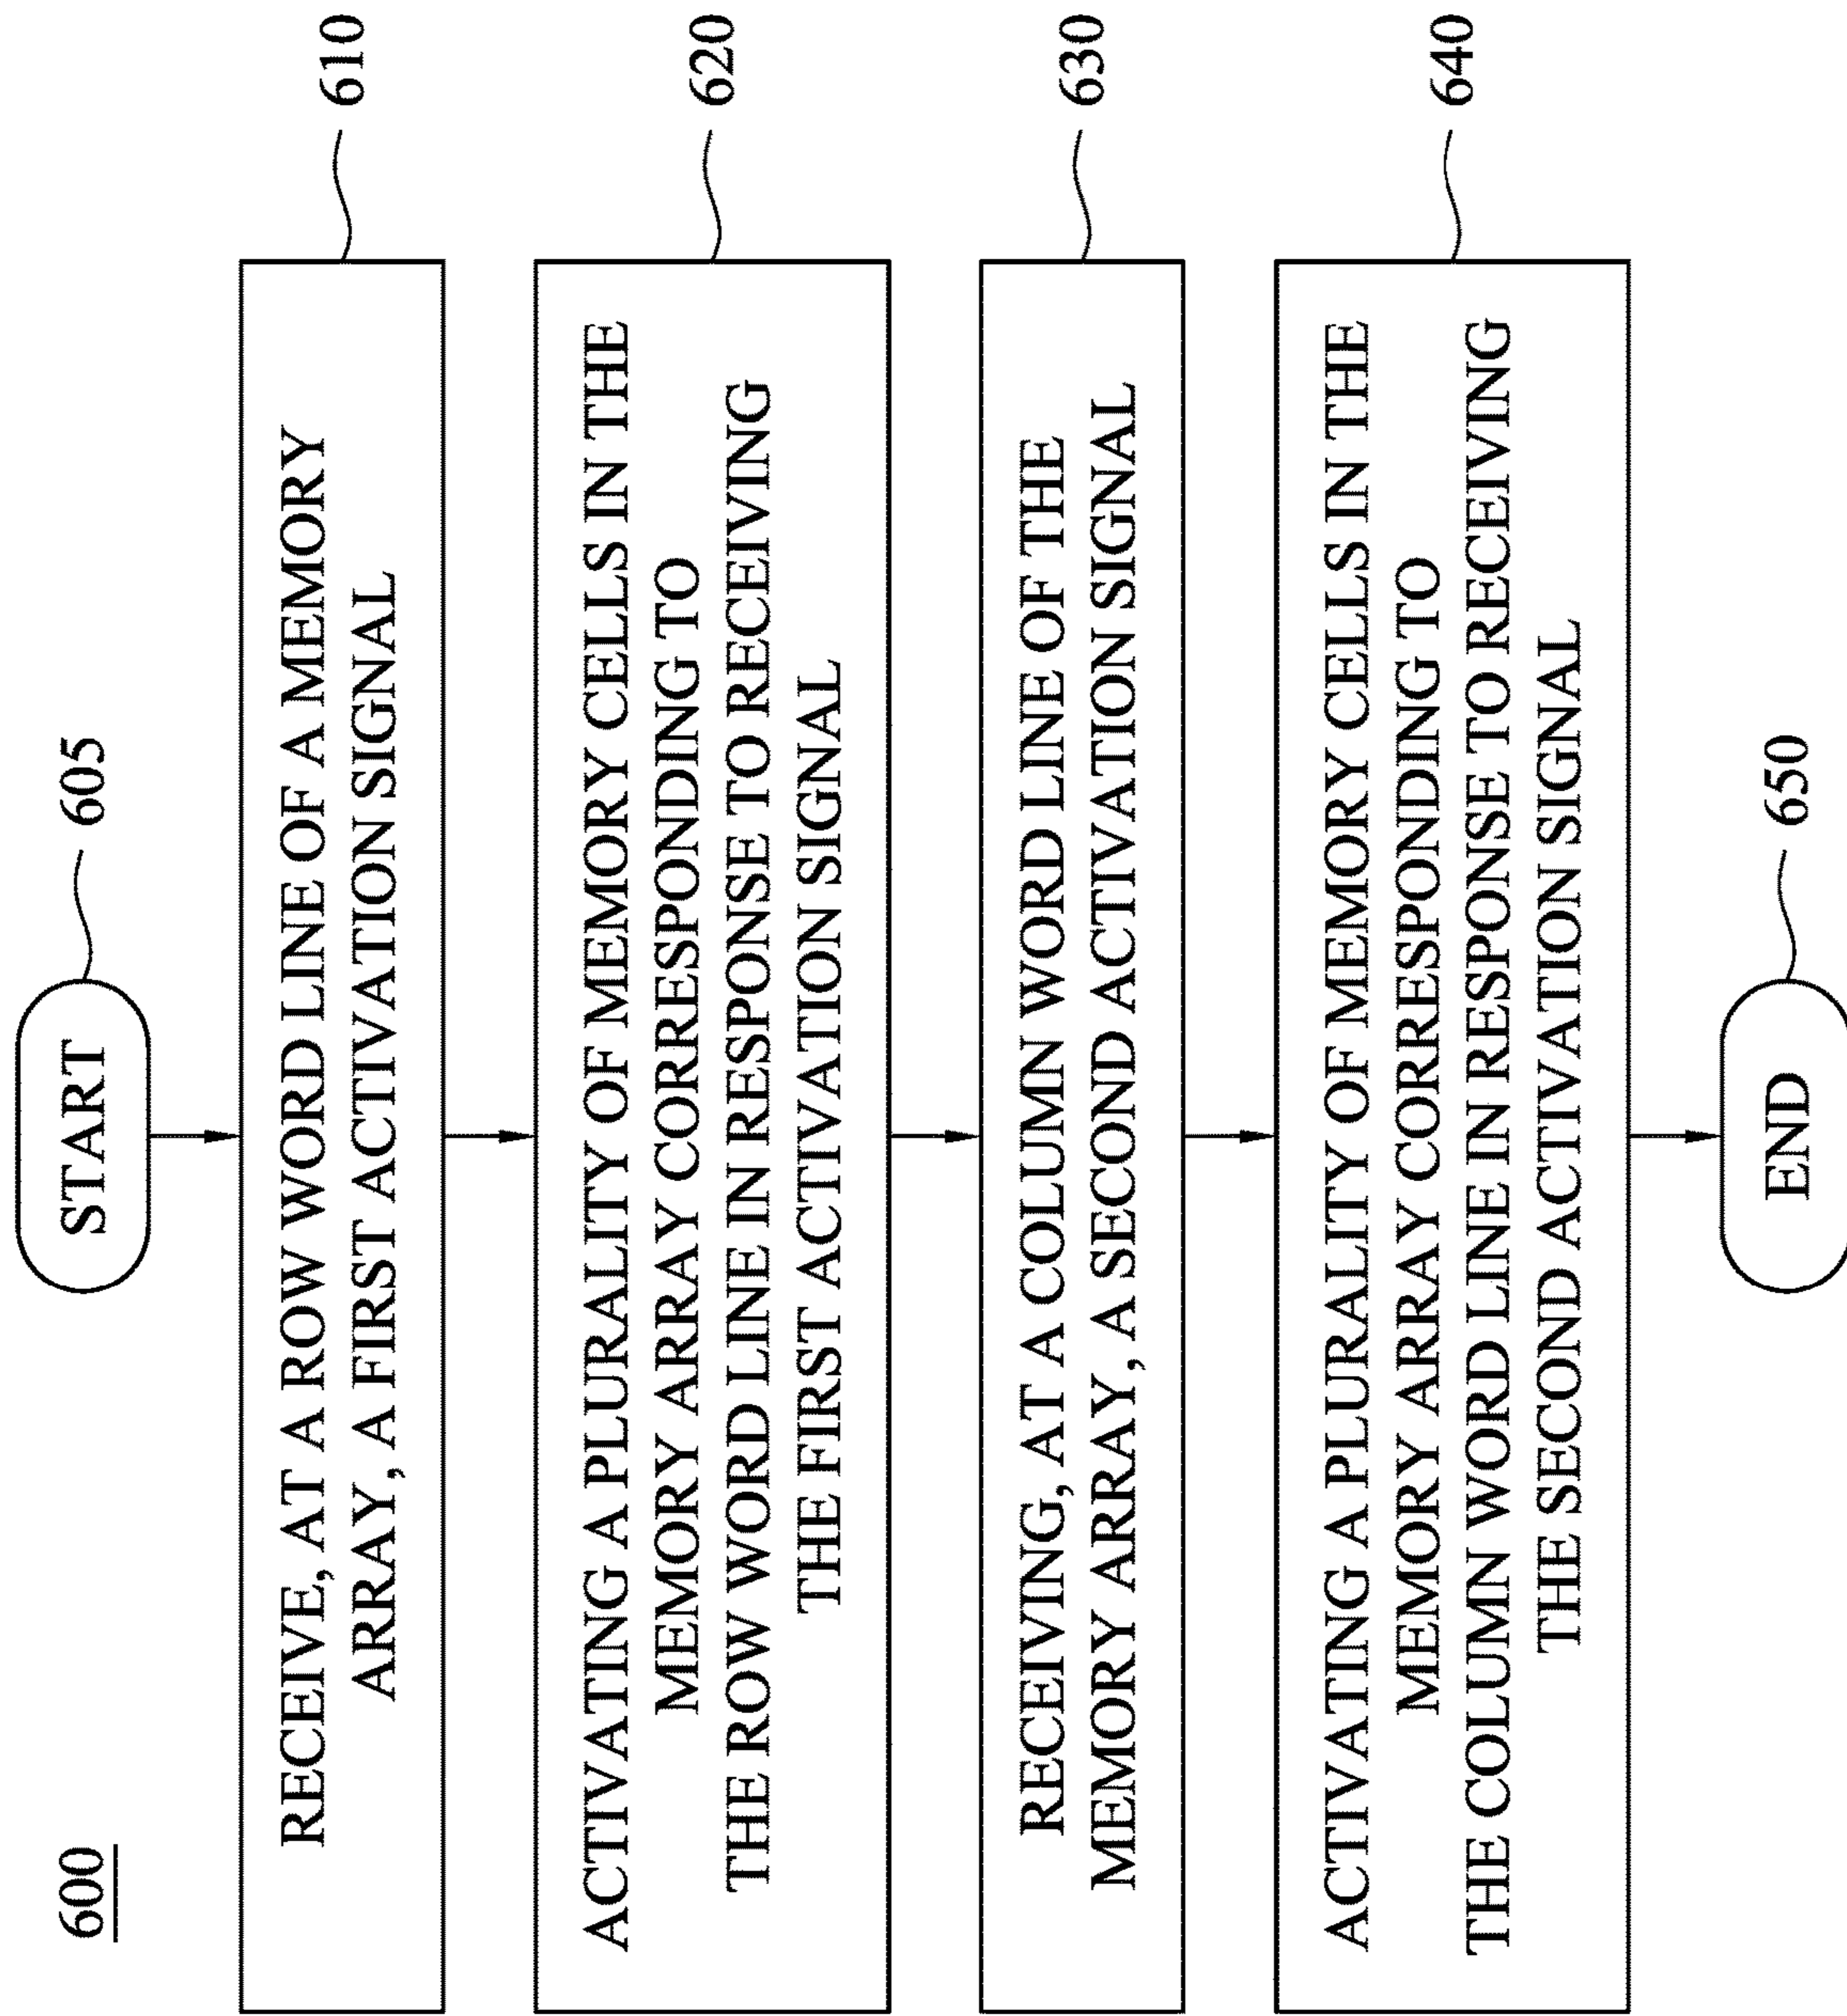 600
START
605
RECEIVE, AT A ROW WORD LINE OF A MEMORY
ARRAY, A FIRST ACTIVATION SIGNAL
610
ACTIVATING A PLURALITY OF MEMORY CELLS IN THE
MEMORY ARRAY CORRESPONDING TO
THE ROW WORD LINE IN RESPONSE TO RECEIVING
THE FIRST ACTIVATION SIGNAL
620
RECEIVING, AT A COLUMN WORD LINE OF THE
MEMORY ARRAY, A SECOND ACTIVATION SIGNAL
630
ACTIVATING A PLURALITY OF MEMORY CELLS IN THE
MEMORY ARRAY CORRESPONDING TO
THE COLUMN WORD LINE IN RESPONSE TO RECEIVING
THE SECOND ACTIVATION SIGNAL
640
END
650